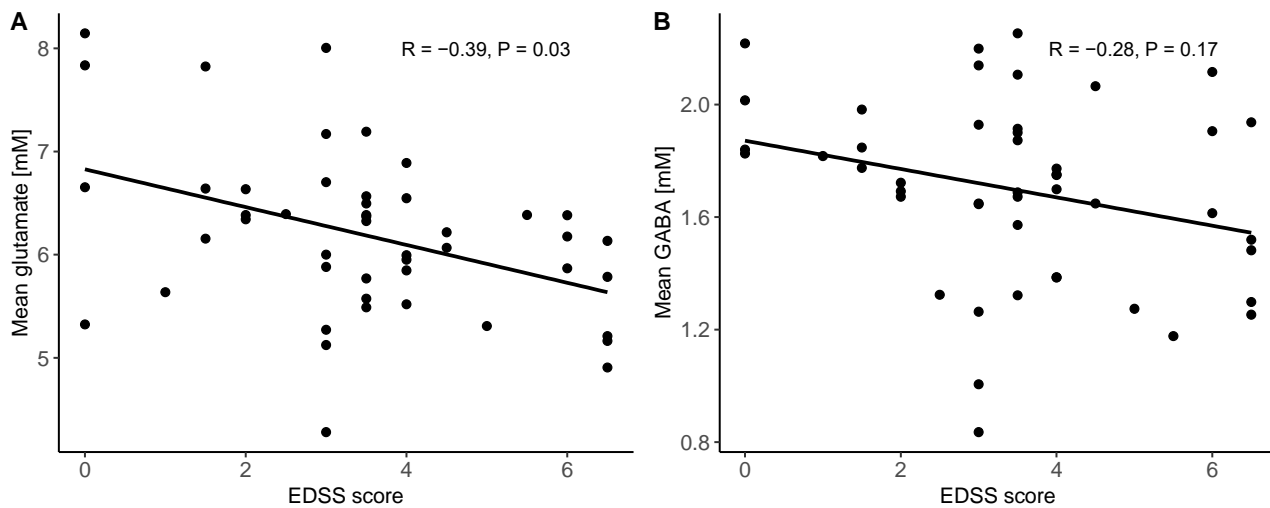 A
R = −0.39, P = 0.03
Mean glutamate [mM]
8
7
6
5
0 2 4 6
EDSS score
B
R = −0.28, P = 0.17
Mean GABA [mM]
2.0
1.6
1.2
0.8
0 2 4 6
EDSS score